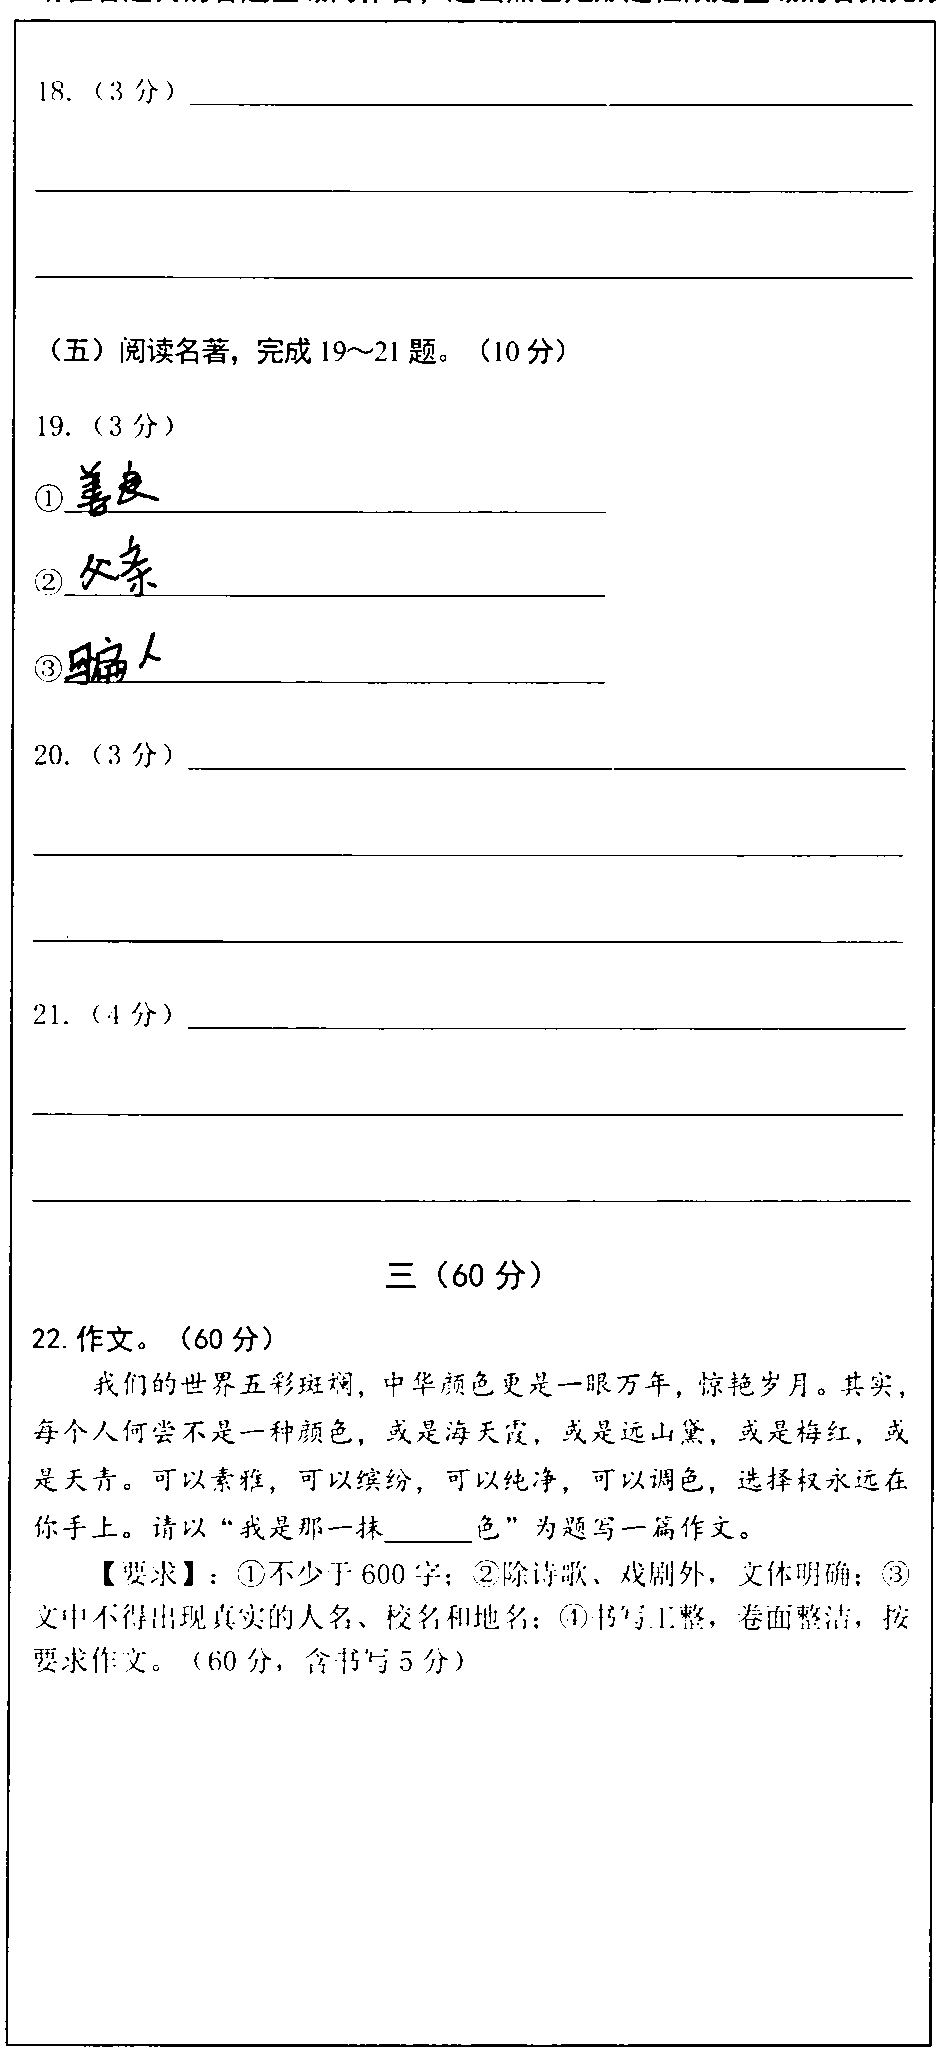 18.（3 分）
（五）阅读名著，完成 19～21 题。（10 分）
19.（3 分）
①善良
②父亲
③骗人
20.（3 分）
21.（4 分）
三（60 分）
22. 作文。（60 分）
我们的世界五彩斑斓，中华颜色更是一眼万年，惊艳岁月。其实，
每个人何尝不是一种颜色，或是海天霞，或是远山黛，或是梅红，或
是天青。可以素雅，可以缤纷，可以纯净，可以调色，选择权永远在
你手上。请以“我是那一抹______色”为题写一篇作文。
【要求】：①不少于 600 字；②除诗歌、戏剧外，文体明确；③
文中不得出现真实的人名、校名和地名；④书写工整，卷面整洁，按
要求作文。（60 分，含书写 5 分）